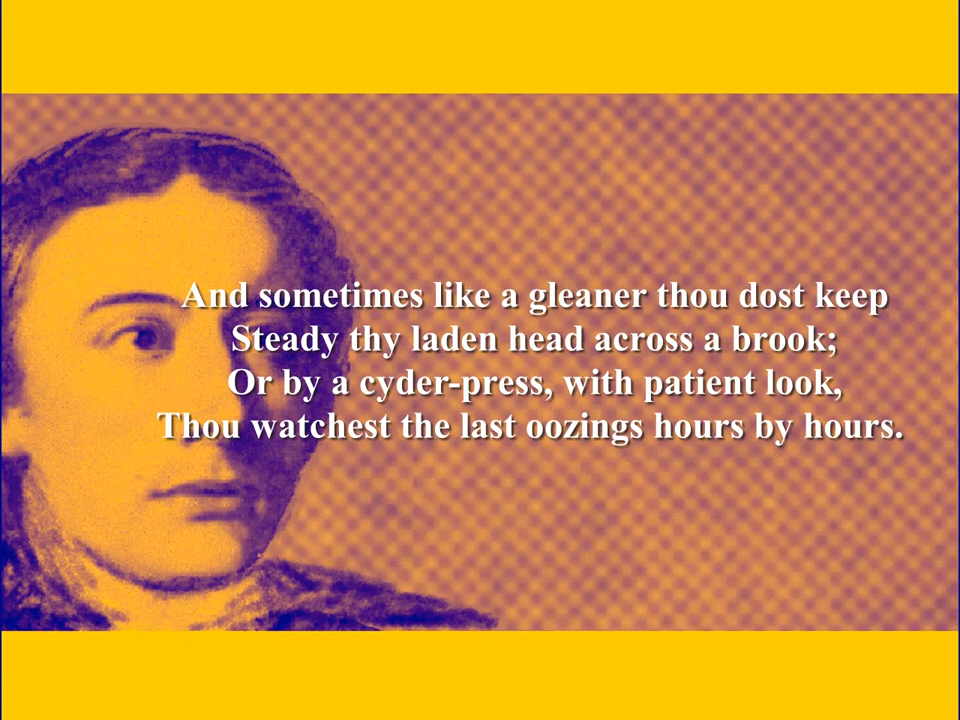 And sometimes like a gleaner thou dost keep
Steady thy laden head across a brook;
Or by a cyder-press, with patient look,
Thou watchest the last oozings hours by hours.